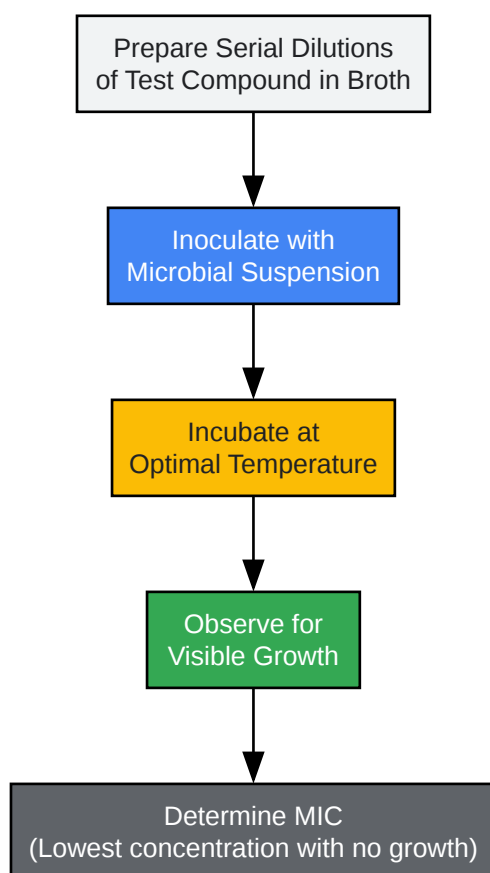 Prepare Serial Dilutions
of Test Compound in Broth
Inoculate with
Microbial Suspension
Incubate at
Optimal Temperature
Observe for
Visible Growth
Determine MIC
(Lowest concentration with no growth)